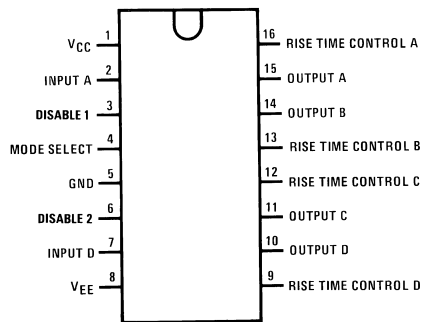 VCC 1
INPUT A 2
DISABLE 1 3
MODE SELECT 4
GND 5
DISABLE 2 6
INPUT D 7
VEE 8
16 RISE TIME CONTROL A
15 OUTPUT A
14 OUTPUT B
13 RISE TIME CONTROL B
12 RISE TIME CONTROL C
11 OUTPUT C
10 OUTPUT D
9 RISE TIME CONTROL D